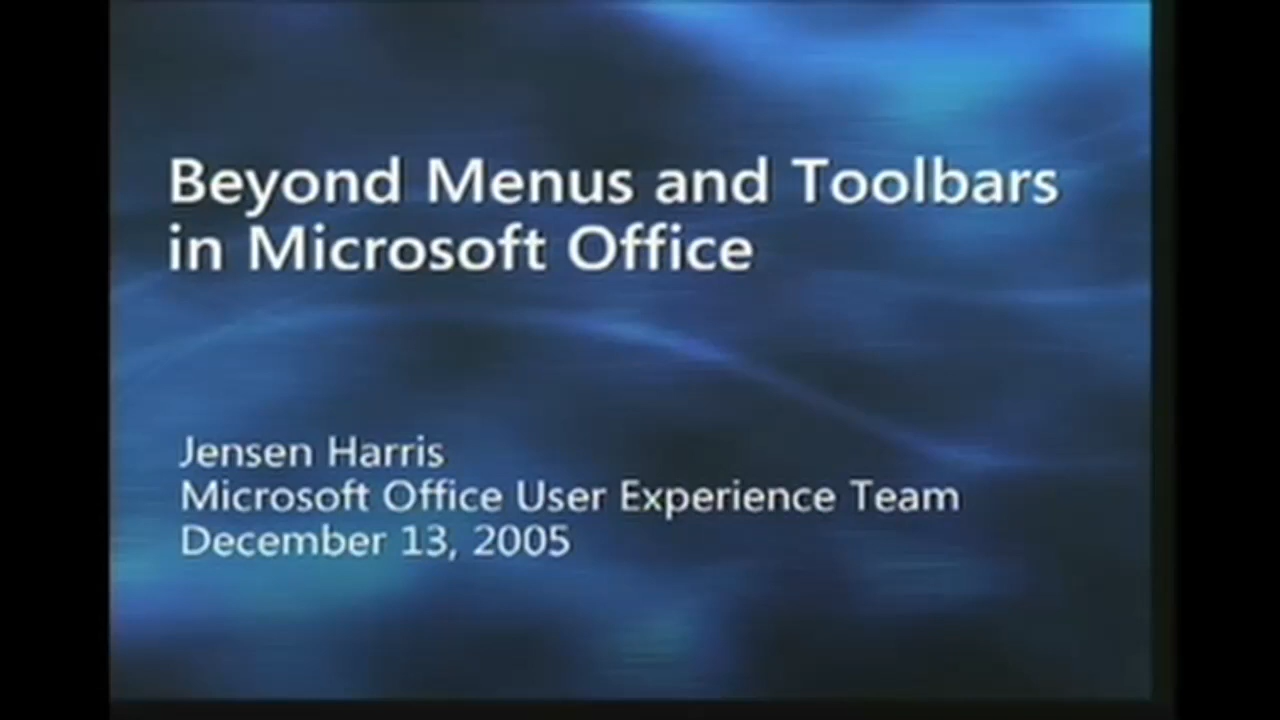 Beyond Menus and Toolbars
in Microsoft Office
Jensen Harris
Microsoft Office User Experience Team
December 13, 2005